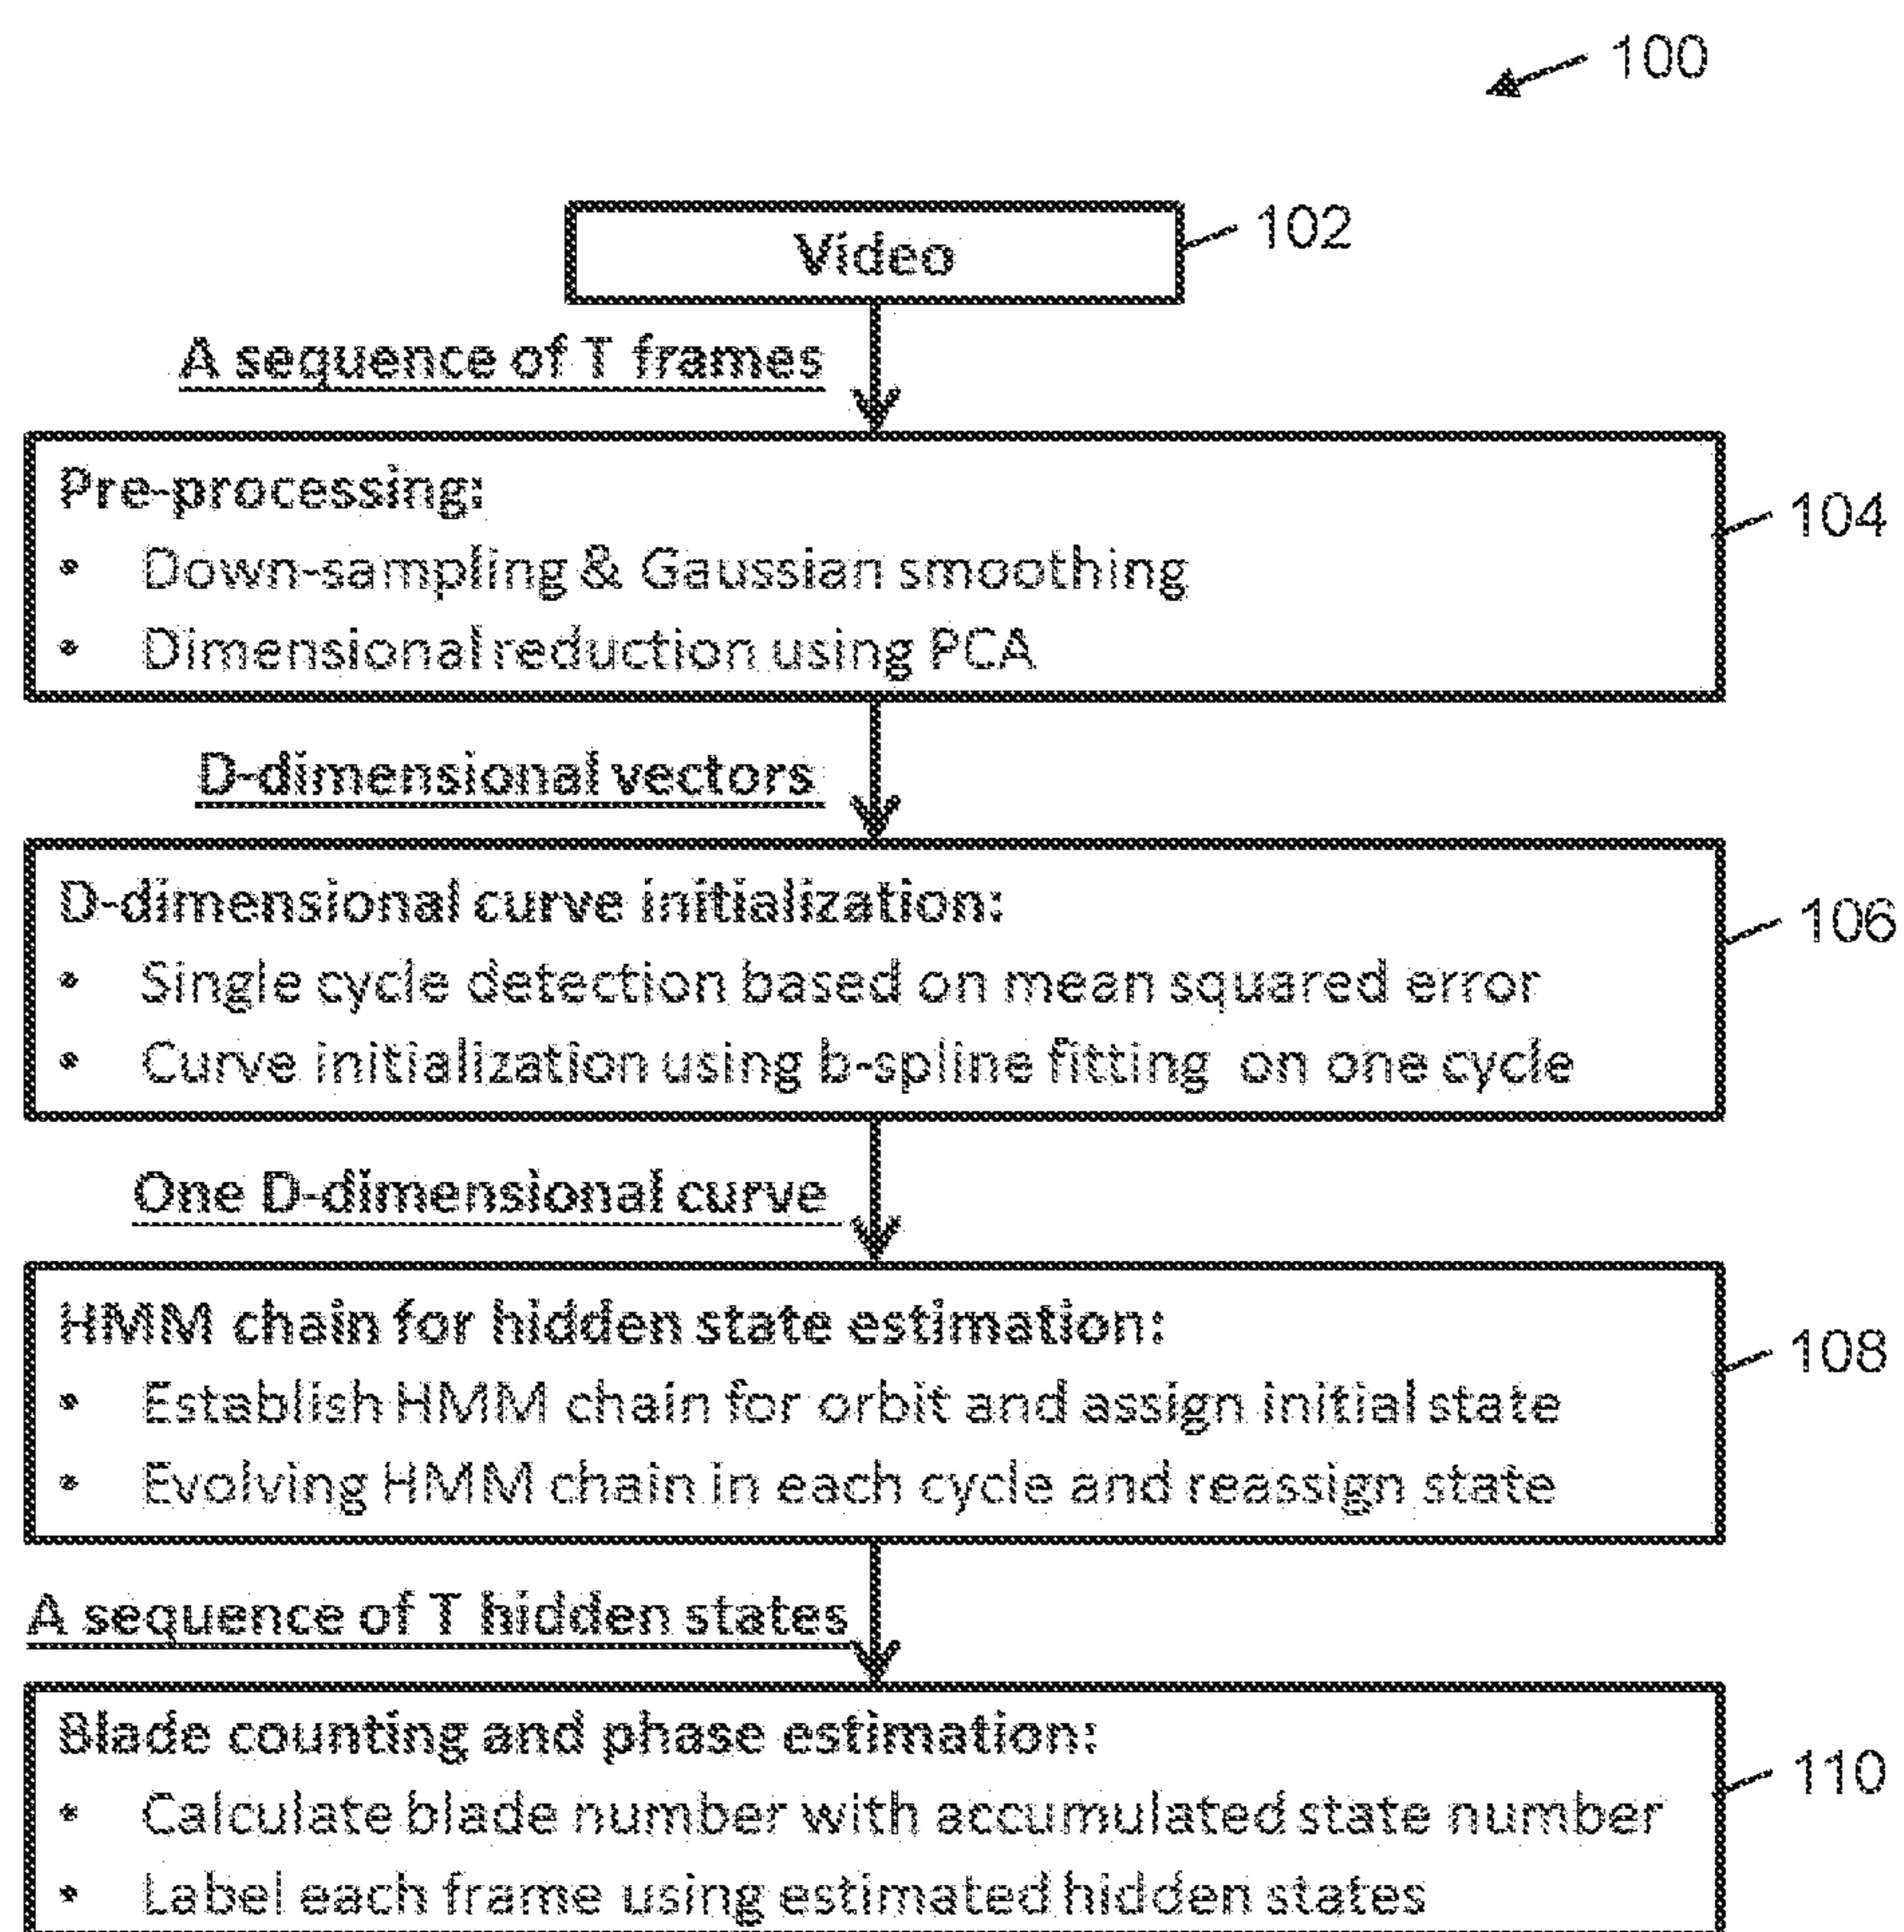 100
Video
102
A sequence of T frames
Pre-processing:
• Down-sampling & Gaussian smoothing
• Dimensional reduction using PCA
104
D-dimensional vectors
D-dimensional curve initialization:
• Single cycle detection based on mean squared error
• Curve initialization using b-spline fitting on one cycle
106
One D-dimensional curve
HMM chain for hidden state estimation:
• Establish HMM chain for orbit and assign initial state
• Evolving HMM chain in each cycle and reassign state
108
A sequence of T hidden states
Blade counting and phase estimation:
• Calculate blade number with accumulated state number
• Label each frame using estimated hidden states
110